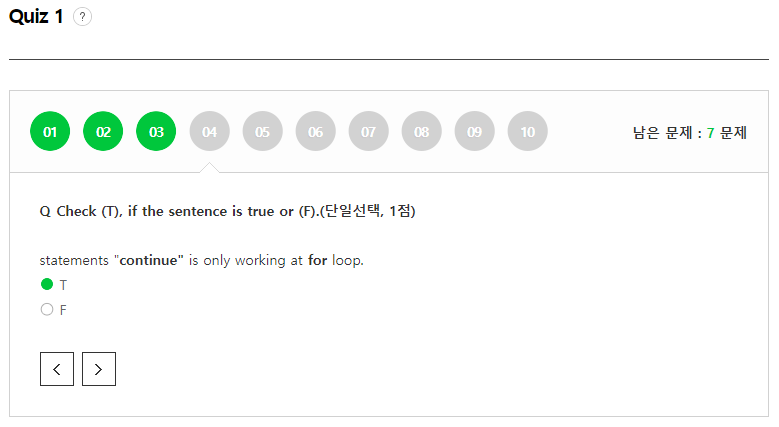 Quiz 1 ?
01 02 03 04 05 06 07 08 09 10 남은 문제 : 7 문제
Q Check (T), if the sentence is true or (F).(단일선택, 1점)
statements "continue" is only working at for loop.
T
F